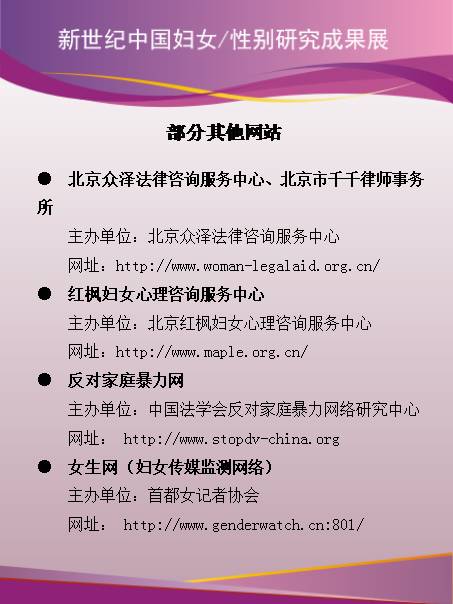 新世纪中国妇女/性别研究成果展
部分其他网站
● 北京众泽法律咨询服务中心、北京市千千律师事务
所
主办单位：北京众泽法律咨询服务中心
网址：http://www.woman-legalaid.org.cn/
● 红枫妇女心理咨询服务中心
主办单位：北京红枫妇女心理咨询服务中心
网址：http://www.maple.org.cn/
● 反对家庭暴力网
主办单位：中国法学会反对家庭暴力网络研究中心
网址： http://www.stopdv-china.org
● 女生网（妇女传媒监测网络）
主办单位：首都女记者协会
网址： http://www.genderwatch.cn:801/